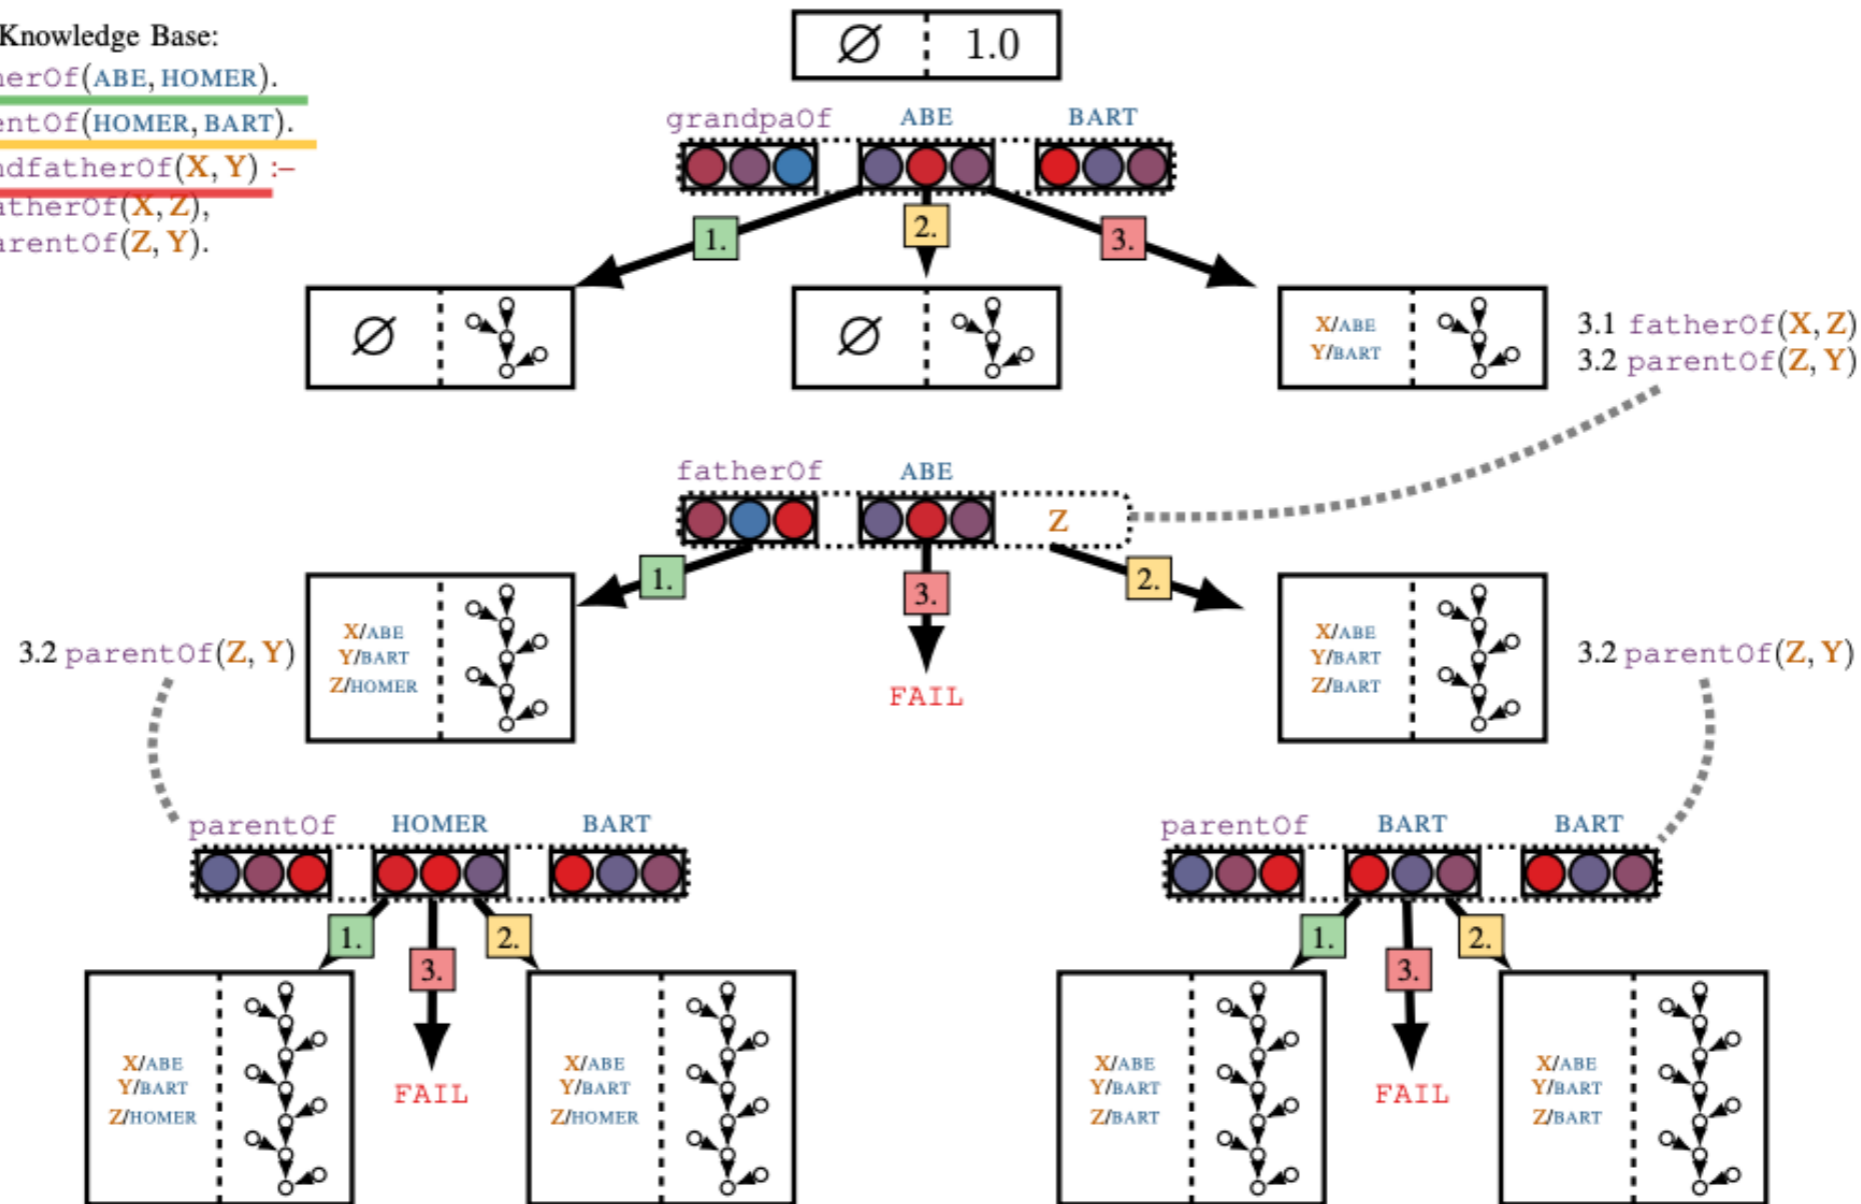 Knowledge Base:
herOf(ABE, HOMER).
entOf(HOMER, BART).
ndfatherOf(X, Y) :–
atherOf(X, Z),
arentOf(Z, Y).
∅ 1.0
grandpaOf ABE BART
1. 2. 3.
∅ ∅ X/ABE
Y/BART
3.1 fatherOf(X, Z)
3.2 parentOf(Z, Y)
fatherOf ABE
Z
1. 3. 2.
3.2 parentOf(Z, Y)
X/ABE
Y/BART
Z/HOMER
FAIL
X/ABE
Y/BART
Z/BART
3.2 parentOf(Z, Y)
parentOf HOMER BART
1. 3. 2.
X/ABE
Y/BART
Z/HOMER
FAIL
X/ABE
Y/BART
Z/HOMER
parentOf BART BART
1. 3. 2.
X/ABE
Y/BART
Z/BART
FAIL
X/ABE
Y/BART
Z/BART